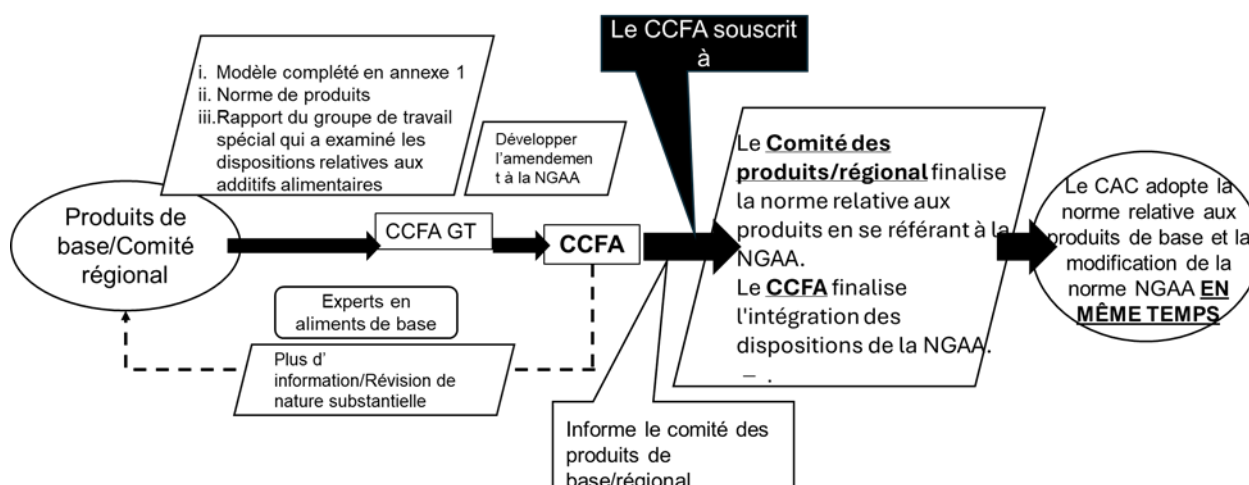 Le CCFA souscrit
à
i. Modèle complété en annexe 1
ii. Norme de produits
iii.Rapport du groupe de travail
spécial qui a examiné les
dispositions relatives aux
additifs alimentaires
Développer
l'amendemen
t à la NGAA
Produits de
base/Comité
régional
CCFA GT
CCFA
Le Comité des
produits/régional finalise
la norme relative aux
produits en se référant à la
NGAA.
Le CCFA finalise
l'intégration des
dispositions de la NGAA.
– .
Le CAC adopte la
norme relative aux
produits de base et la
modification de la
norme NGAA EN
MÊME TEMPS
Experts en
aliments de base
Plus d'
information/Révision de
nature substantielle
Informe le comité des
produits de
base/régional